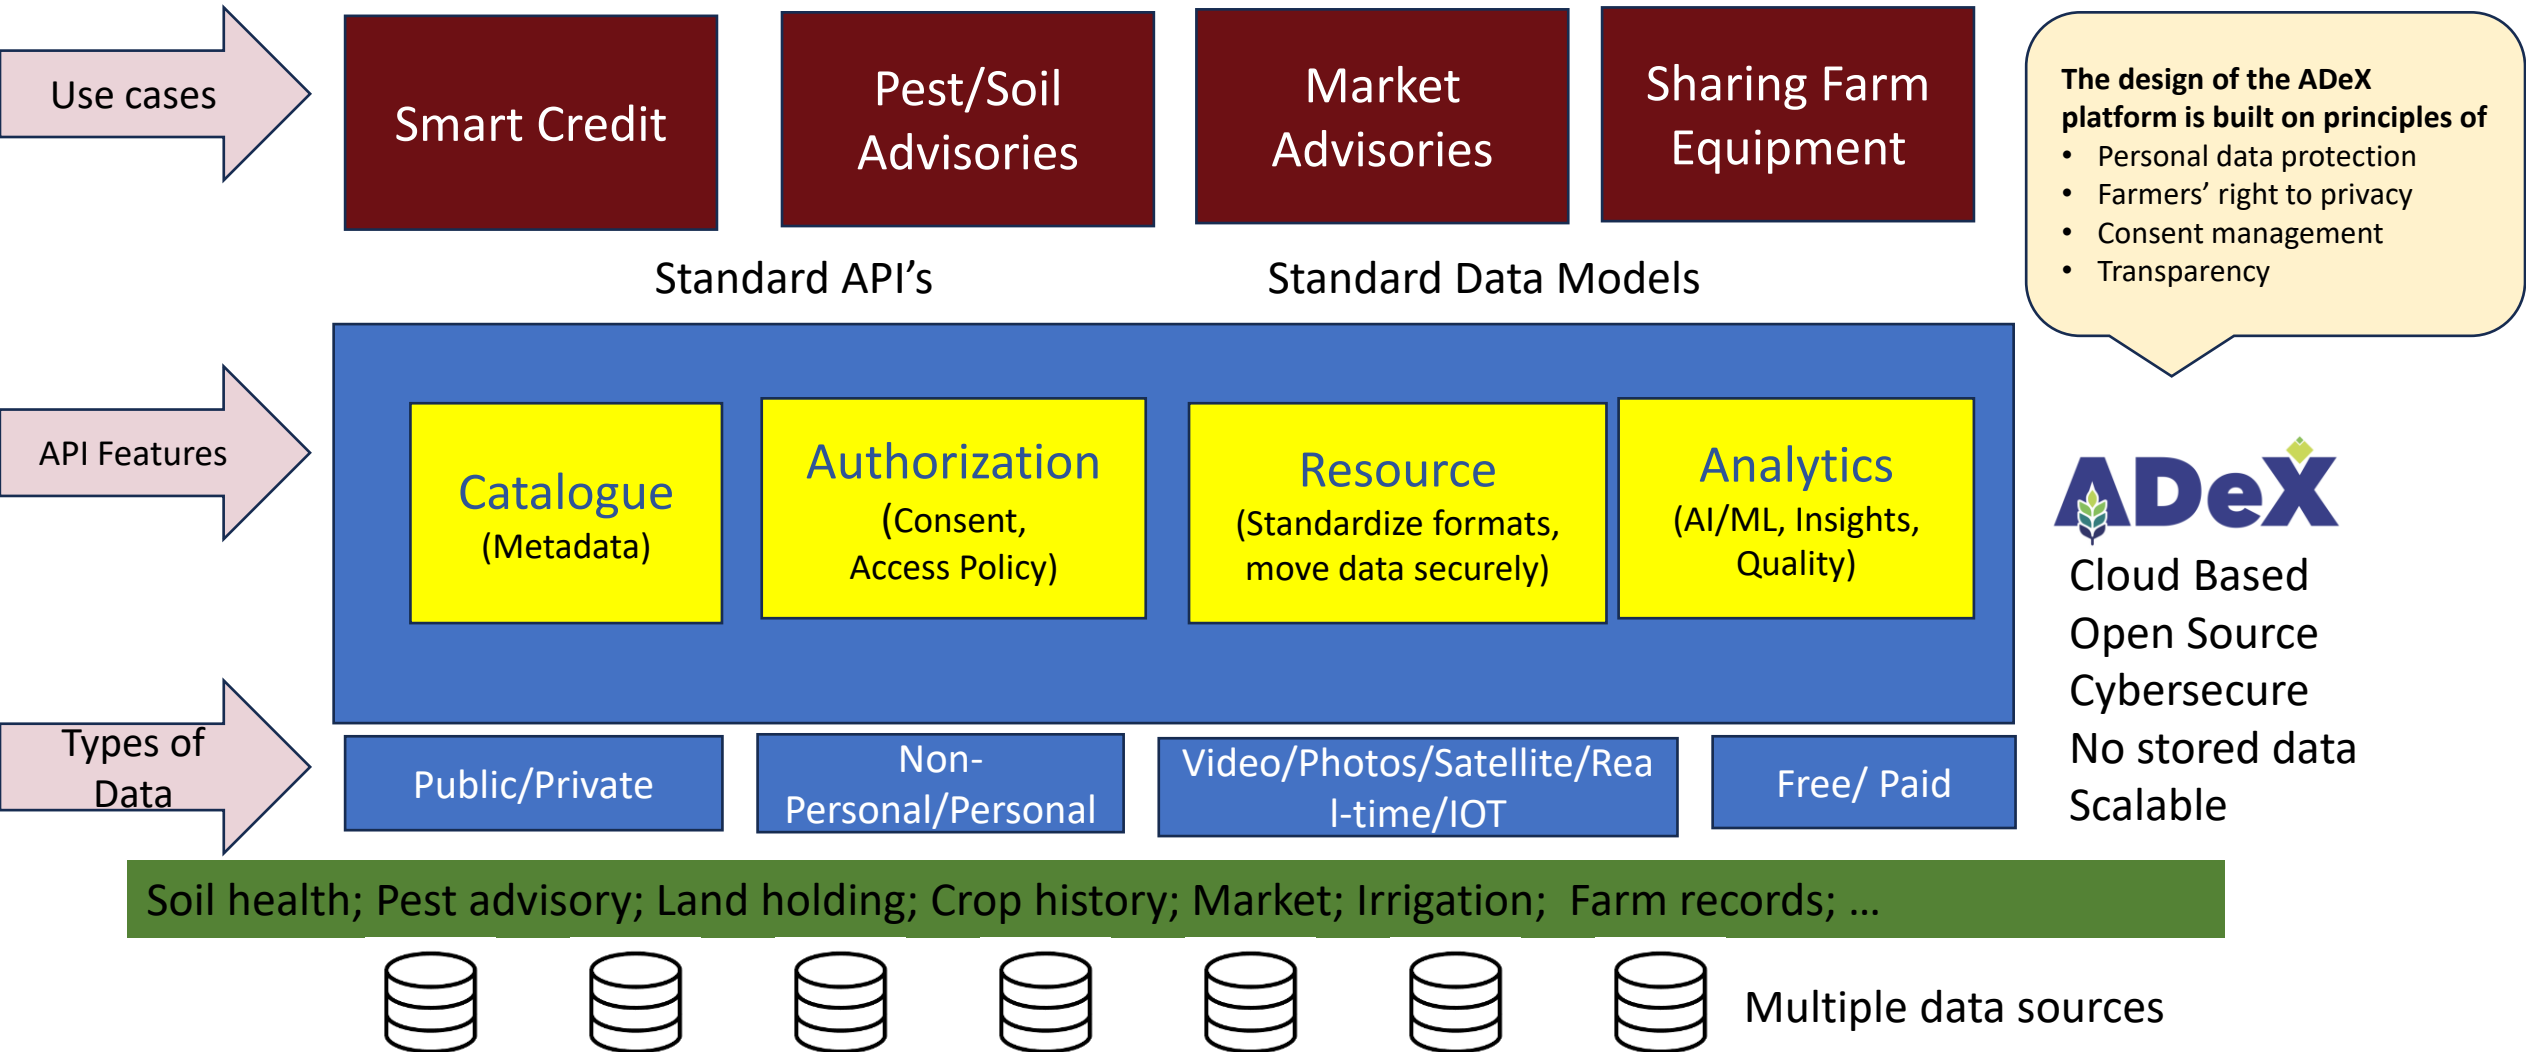 Use cases
Smart Credit
Pest/Soil
Advisories
Market
Advisories
Sharing Farm
Equipment
The design of the ADeX
platform is built on principles of
• Personal data protection
• Farmers’ right to privacy
• Consent management
• Transparency
Standard API’s
Standard Data Models
API Features
Catalogue
(Metadata)
Authorization
(Consent,
Access Policy)
Resource
(Standardize formats,
move data securely)
Analytics
(AI/ML, Insights,
Quality)
ADeX
Cloud Based
Open Source
Cybersecure
No stored data
Scalable
Types of
Data
Public/Private
Non-
Personal/Personal
Video/Photos/Satellite/Rea
l-time/IOT
Free/ Paid
Soil health; Pest advisory; Land holding; Crop history; Market; Irrigation;  Farm records; …
Multiple data sources